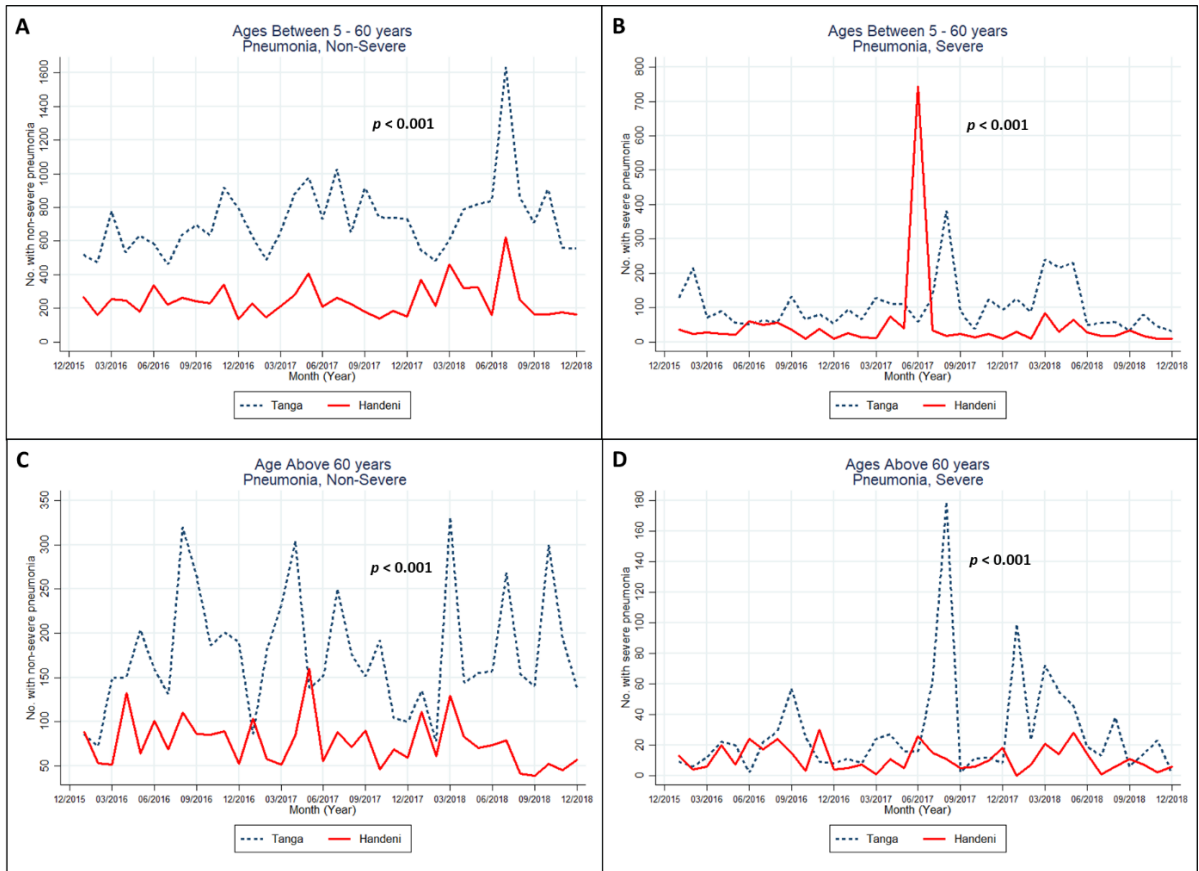 A
Ages Between 5 - 60 years
Pneumonia, Non-Severe
p < 0.001
No. with non-severe pneumonia
1600
1400
1200
1000
800
600
400
200
0
12/2015 03/2016 06/2016 09/2016 12/2016 03/2017 06/2017 09/2017 12/2017 03/2018 06/2018 09/2018 12/2018
Month (Year)
Tanga Handeni
B
Ages Between 5 - 60 years
Pneumonia, Severe
p < 0.001
No. with severe pneumonia
800
700
600
500
400
300
200
100
0
12/2015 03/2016 06/2016 09/2016 12/2016 03/2017 06/2017 09/2017 12/2017 03/2018 06/2018 09/2018 12/2018
Month (Year)
Tanga Handeni
C
Age Above 60 years
Pneumonia, Non-Severe
p < 0.001
No. with non-severe pneumonia
350
300
250
200
150
100
50
12/2015 03/2016 06/2016 09/2016 12/2016 03/2017 06/2017 09/2017 12/2017 03/2018 06/2018 09/2018 12/2018
Month (Year)
Tanga Handeni
D
Ages Above 60 years
Pneumonia, Severe
p < 0.001
No. with severe pneumonia
180
160
140
120
100
80
60
40
20
0
12/2015 03/2016 06/2016 09/2016 12/2016 03/2017 06/2017 09/2017 12/2017 03/2018 06/2018 09/2018 12/2018
Month (Year)
Tanga Handeni